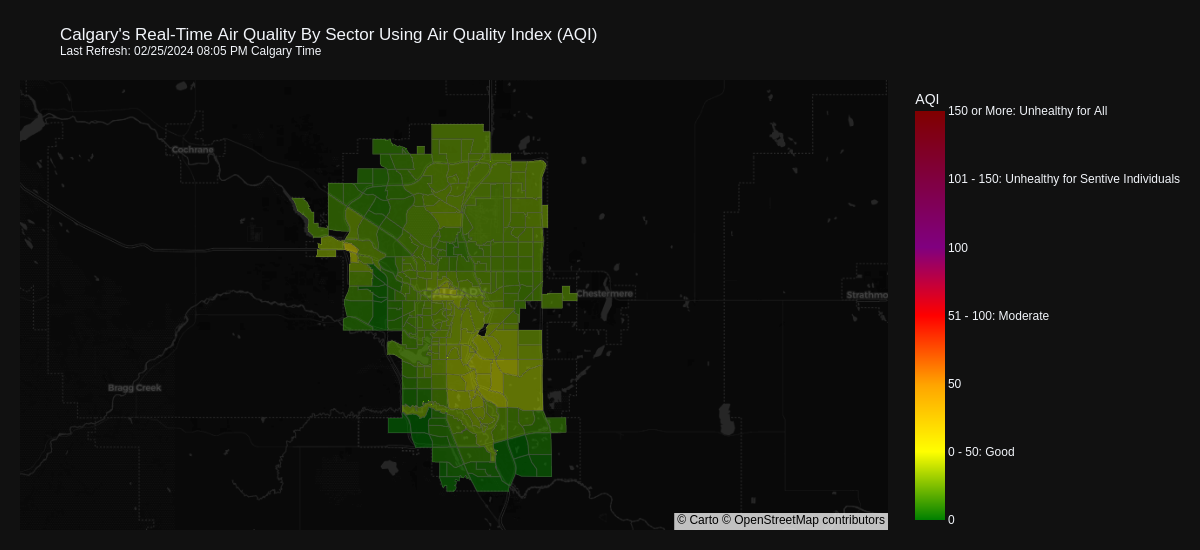 Calgary's Real-Time Air Quality By Sector Using Air Quality Index (AQI)
Last Refresh: 02/25/2024 08:05 PM Calgary Time
AQI
150 or More: Unhealthy for All
Cochrane
101 - 150: Unhealthy for Sentive Individuals
100
CALGARY
Chestermere
Strathmo
51 - 100: Moderate
Bragg Creek
50
0 - 50: Good
0
© Carto © OpenStreetMap contributors